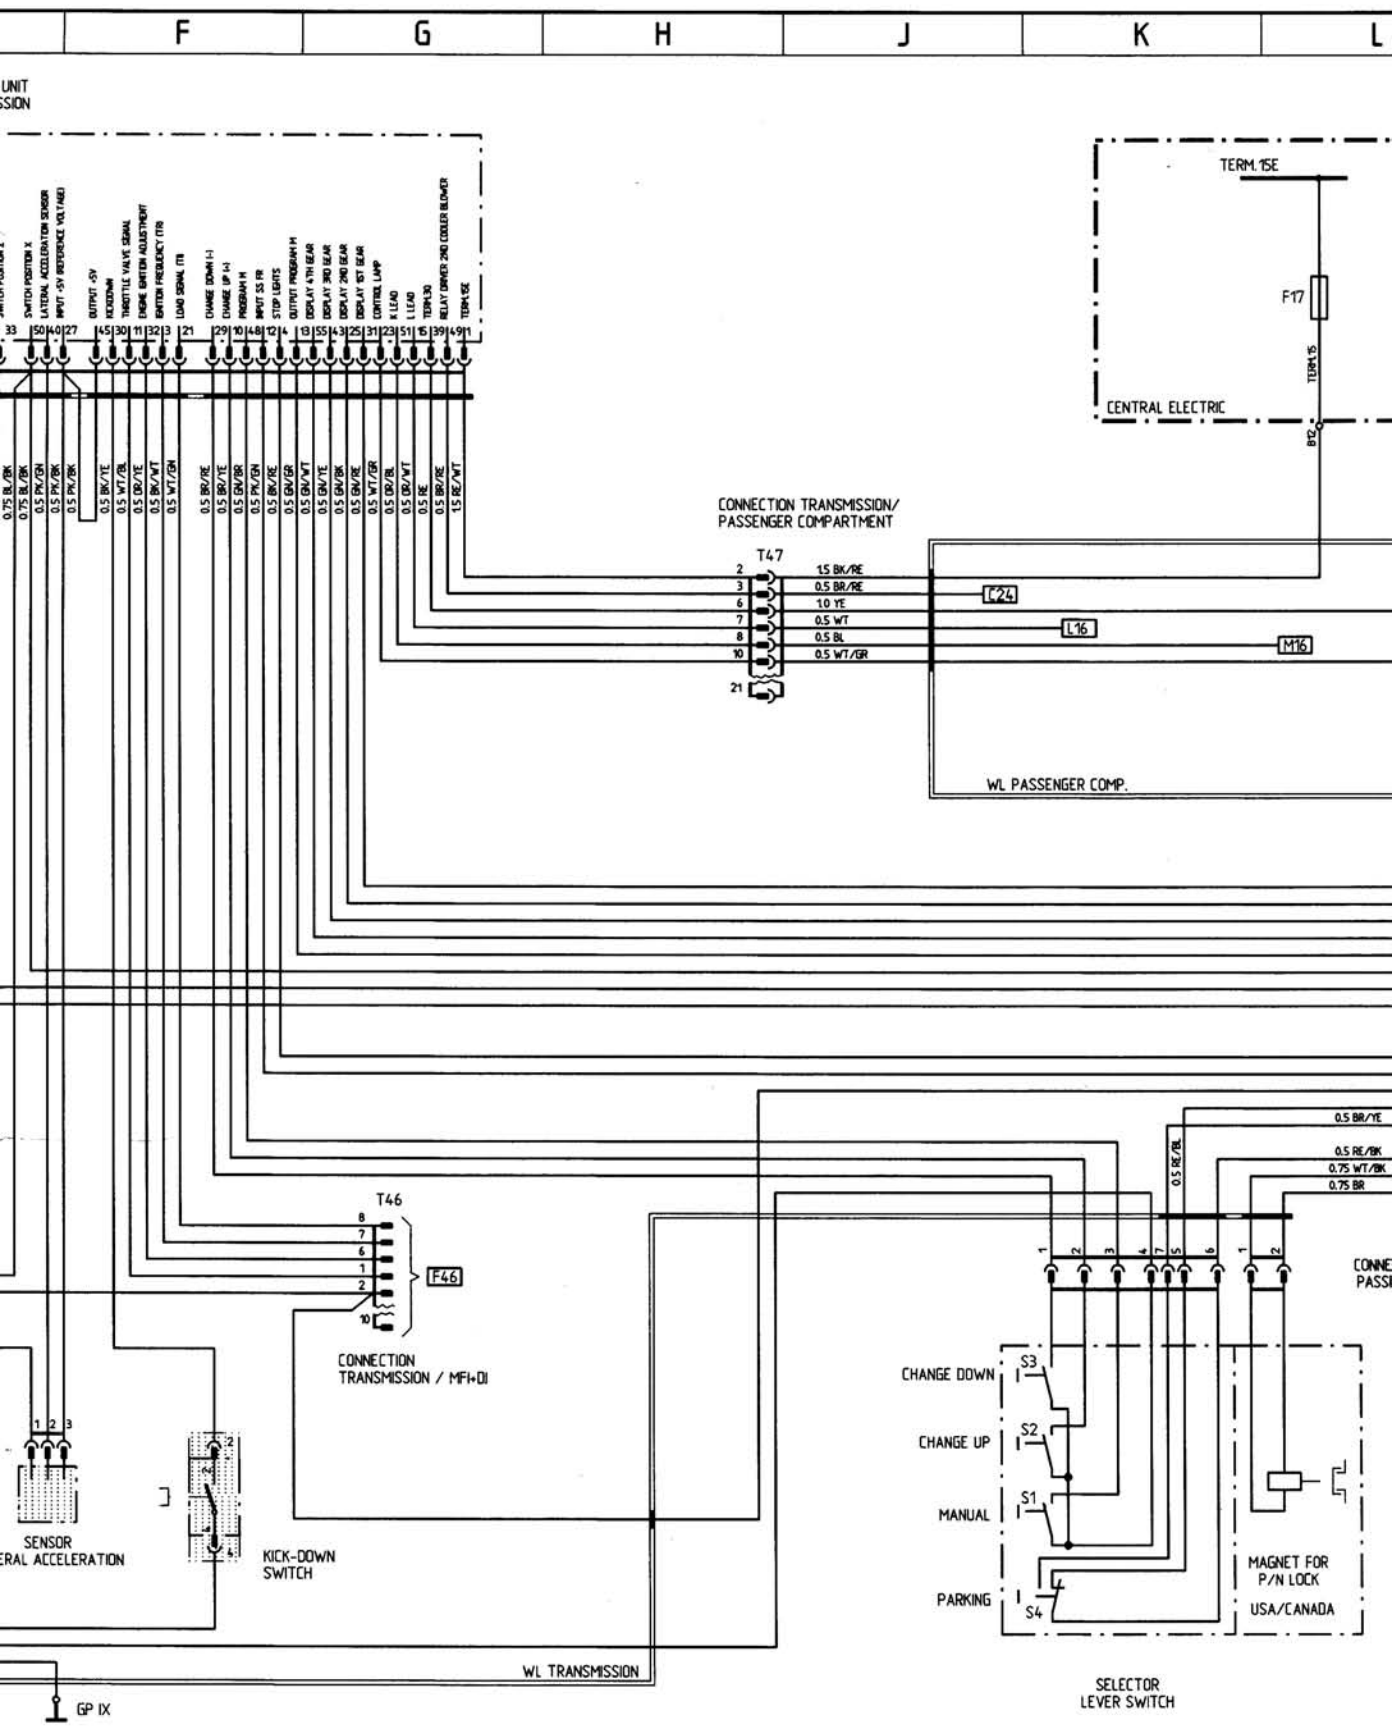 F G H J K L
UNIT
SSION
SWITCH POSITION X
LATERAL ACCELERATION SENSOR
INPUT +5V (REFERENCE VOLTAGE)
OUTPUT +5V
KICKDOWN
THROTTLE VALVE SIGNAL
ENGINE IGNITION ADJUSTMENT
IGNITION FREQUENCY (TR)
LOAD SIGNAL (TI)
CHANGE DOWN (-)
CHANGE UP (+)
PROGRAM M
INPUT SS FR
STOP LIGHTS
OUTPUT PROGRAM M
DISPLAY 4TH GEAR
DISPLAY 3RD GEAR
DISPLAY 2ND GEAR
DISPLAY 1ST GEAR
CONTROL LAMP
K LEAD
L LEAD
TERM.30
RELAY DRIVER 2ND COOLER BLOWER
TERM.15E
33 50 40 27 45 30 11 32 3 21 29 10 48 12 4 13 55 43 25 31 23 51 15 39 49 1
0.75 BL/BK
0.75 BL/BK
0.5 PK/GN
0.5 PK/BK
0.5 PK/BK
0.5 BK/YE
0.5 WT/BL
0.5 OR/YE
0.5 BK/WT
0.5 WT/GN
0.5 BR/RE
0.5 BR/YE
0.5 GN/BR
0.5 PK/GN
0.5 BK/RE
0.5 GN/GR
0.5 GN/WT
0.5 GN/YE
0.5 GN/BK
0.5 GN/RE
0.5 WT/GR
0.5 OR/BL
0.5 OR/WT
0.5 RE
0.5 BR/RE
1.5 RE/WT
TERM. 15E
F17
TERM.15
CENTRAL ELECTRIC
B12
CONNECTION TRANSMISSION/
PASSENGER COMPARTMENT
T47
2 1.5 BK/RE
3 0.5 BR/RE C24
6 1.0 YE
7 0.5 WT L16
8 0.5 BL M16
10 0.5 WT/GR
21
WL PASSENGER COMP.
0.5 BR/YE
0.5 RE/BL
0.5 RE/BK
0.75 WT/BK
0.75 BR
T46
8
7
6
1
2
10
F46
CONNECTION
TRANSMISSION / MFI+DI
1 2 3 4 7 5 6 1 2
CONNE
PASSE
CHANGE DOWN S3
CHANGE UP S2
MANUAL S1
PARKING S4
MAGNET FOR
P/N LOCK
USA/CANADA
1 2 3
SENSOR
ERAL ACCELERATION
2
2
4
4
KICK-DOWN
SWITCH
WL TRANSMISSION
GP IX
SELECTOR
LEVER SWITCH